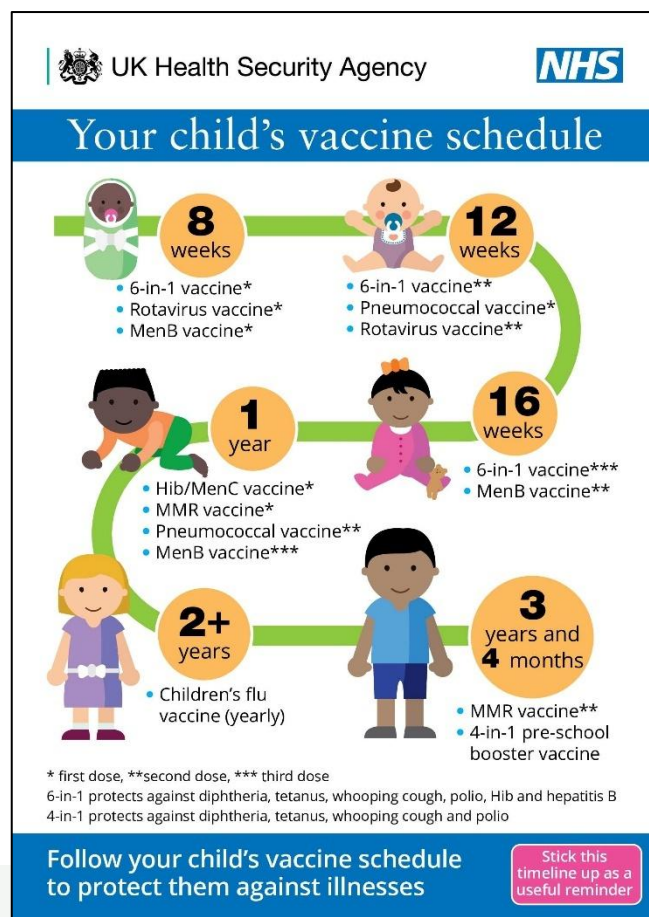 UK Health Security Agency
NHS
Your child's vaccine schedule
8
weeks
• 6-in-1 vaccine*
• Rotavirus vaccine*
• MenB vaccine*
12
weeks
• 6-in-1 vaccine**
• Pneumococcal vaccine*
• Rotavirus vaccine**
16
weeks
• 6-in-1 vaccine***
• MenB vaccine**
1
year
• Hib/MenC vaccine*
• MMR vaccine*
• Pneumococcal vaccine**
• MenB vaccine***
2+
years
• Children's flu
vaccine (yearly)
3
years and
4 months
• MMR vaccine**
• 4-in-1 pre-school
booster vaccine
* first dose, **second dose, *** third dose
6-in-1 protects against diphtheria, tetanus, whooping cough, polio, Hib and hepatitis B
4-in-1 protects against diphtheria, tetanus, whooping cough and polio
Follow your child's vaccine schedule
to protect them against illnesses
Stick this
timeline up as a
useful reminder